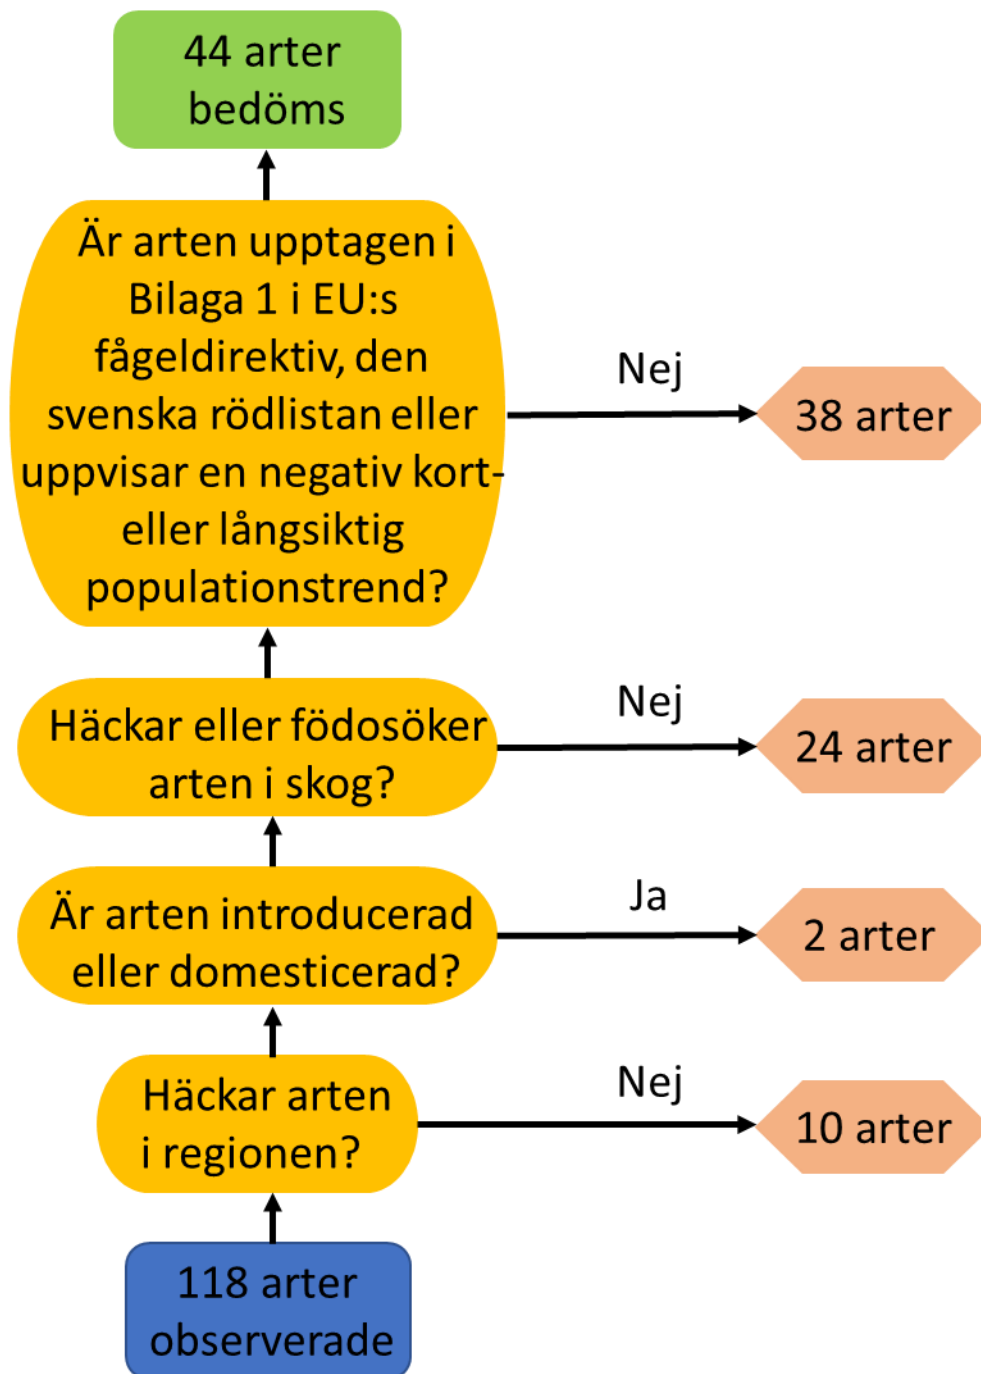 44 arter
bedöms
Är arten upptagen i
Bilaga 1 i EU:s
fågeldirektiv, den
svenska rödlistan eller
uppvisar en negativ kort-
eller långsiktig
populationstrend?
Nej
38 arter
Häckar eller födosöker
arten i skog?
Nej
24 arter
Är arten introducerad
eller domesticerad?
Ja
2 arter
Häckar arten
i regionen?
Nej
10 arter
118 arter
observerade